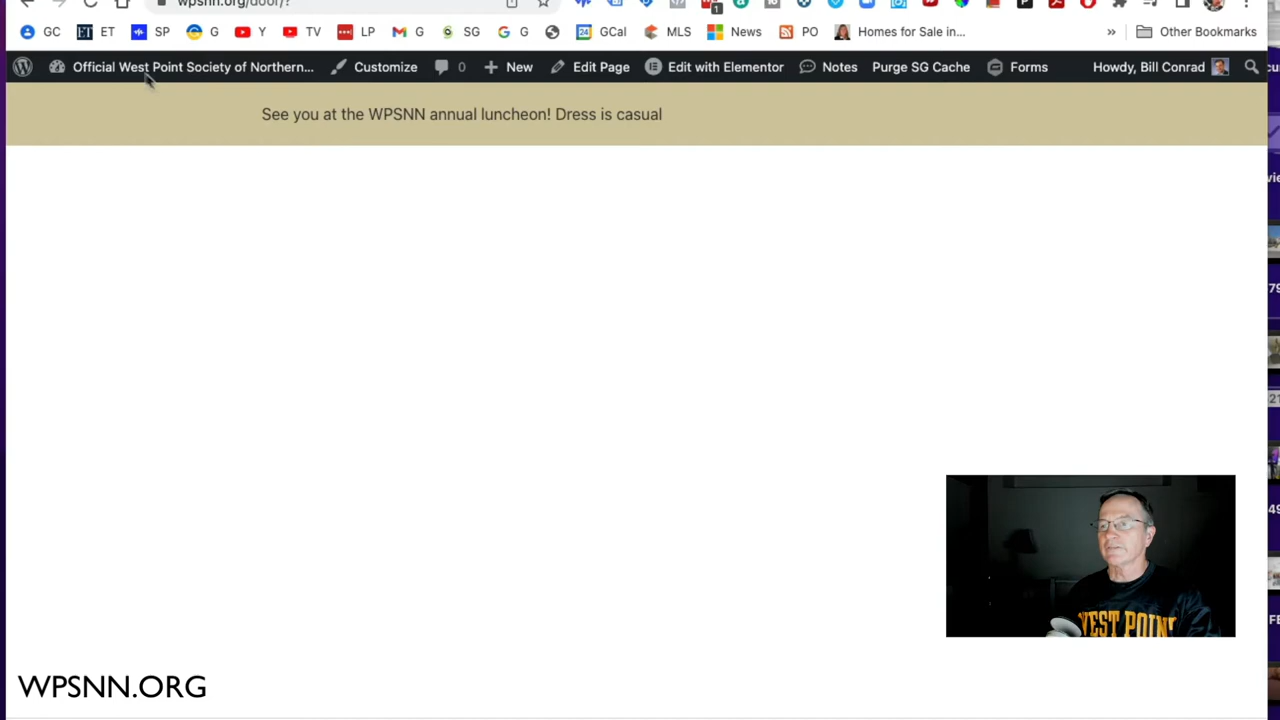 wpsnn.org/door/?
GC ET SP G Y TV LP G SG G GCal MLS News PO Homes for Sale in... » Other Bookmarks
Official West Point Society of Northern... Customize 0 New Edit Page Edit with Elementor Notes Purge SG Cache Forms Howdy, Bill Conrad
See you at the WPSNN annual luncheon! Dress is casual
WEST POINT
WPSNN.ORG